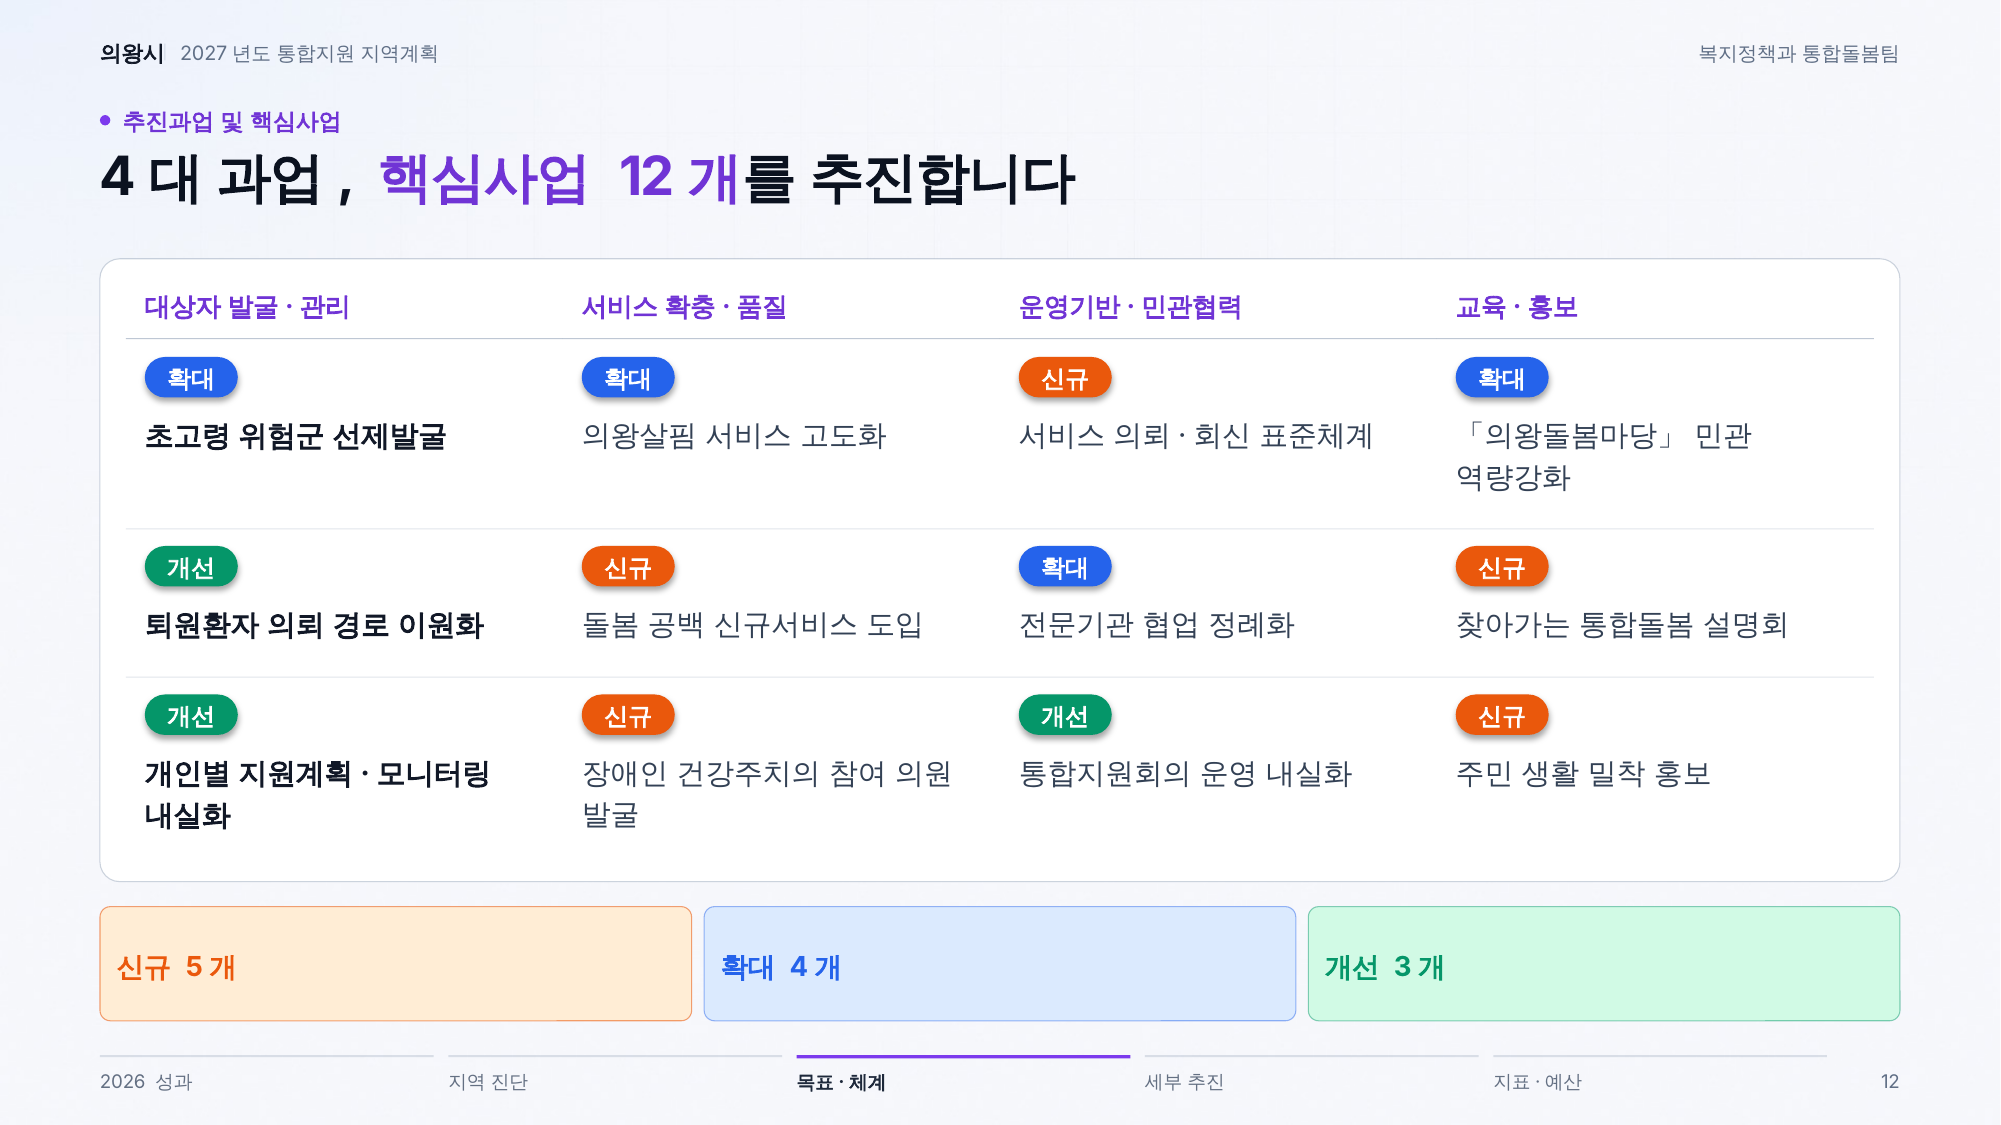 의왕시 2027 년도 통합지원 지역계획
복지정책과 통합돌봄팀
• 추진과업 및 핵심사업
4 대 과업 , 핵심사업 12 개를 추진합니다
대상자 발굴 · 관리
서비스 확충 · 품질
운영기반 · 민관협력
교육 · 홍보
확대
초고령 위험군 선제발굴
확대
의왕살핌 서비스 고도화
신규
서비스 의뢰 · 회신 표준체계
확대
「의왕돌봄마당」 민관
역량강화
개선
퇴원환자 의뢰 경로 이원화
신규
돌봄 공백 신규서비스 도입
확대
전문기관 협업 정례화
신규
찾아가는 통합돌봄 설명회
개선
개인별 지원계획 · 모니터링
내실화
신규
장애인 건강주치의 참여 의원
발굴
개선
통합지원회의 운영 내실화
신규
주민 생활 밀착 홍보
신규 5 개
확대 4 개
개선 3 개
2026 성과
지역 진단
목표 · 체계
세부 추진
지표 · 예산
12